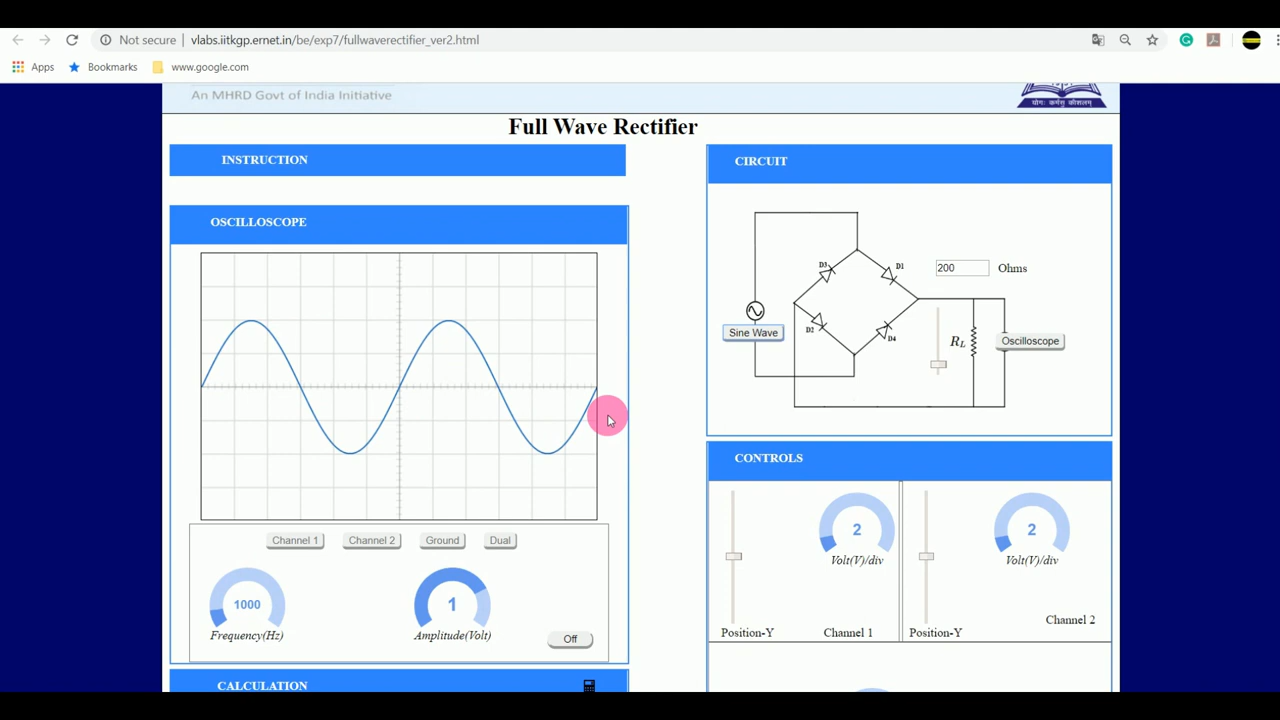 Not secure
vlabs.iitkgp.ernet.in/be/exp7/fullwaverectifier_ver2.html
Apps
Bookmarks
www.google.com
An MHRD Govt of India Initiative
योगः कर्मसु कौशलम्
Full Wave Rectifier
INSTRUCTION
OSCILLOSCOPE
Channel 1
Channel 2
Ground
Dual
1000
Frequency(Hz)
1
Amplitude(Volt)
Off
CALCULATION
CIRCUIT
D3
D1
200
Ohms
Sine Wave
D2
D4
RL
Oscilloscope
CONTROLS
2
Volt(V)/div
Position-Y
Channel 1
2
Volt(V)/div
Position-Y
Channel 2